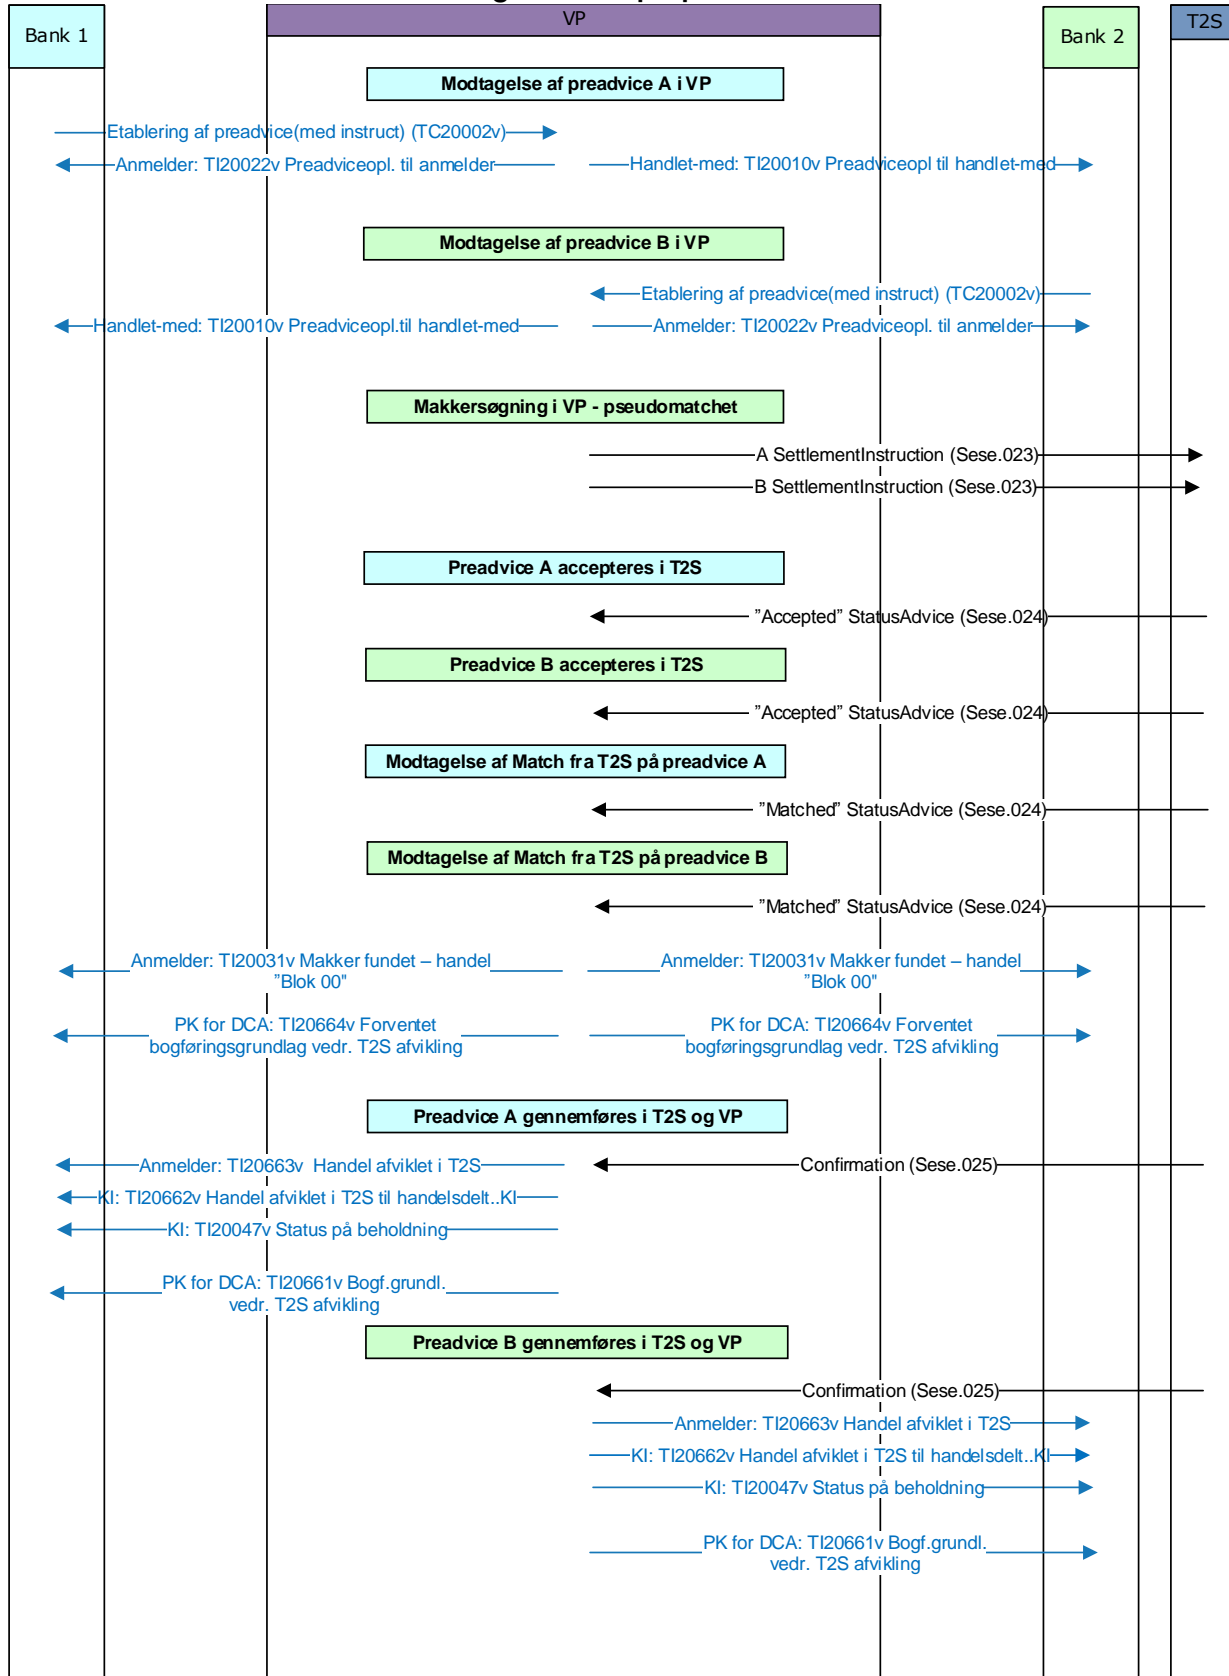 Bank 1
VP
Bank 2
T2S
Modtagelse af preadvice A i VP
Etablering af preadvice(med instruct) (TC20002v)
Anmelder: TI20022v Preadviceopl. til anmelder
Handlet-med: TI20010v Preadviceopl til handlet-med
Modtagelse af preadvice B i VP
Etablering af preadvice(med instruct) (TC20002v)
Handlet-med: TI20010v Preadviceopl.til handlet-med
Anmelder: TI20022v Preadviceopl. til anmelder
Makkersøgning i VP - pseudomatchet
A SettlementInstruction (Sese.023)
B SettlementInstruction (Sese.023)
Preadvice A accepteres i T2S
”Accepted” StatusAdvice (Sese.024)
Preadvice B accepteres i T2S
”Accepted” StatusAdvice (Sese.024)
Modtagelse af Match fra T2S på preadvice A
”Matched” StatusAdvice (Sese.024)
Modtagelse af Match fra T2S på preadvice B
”Matched” StatusAdvice (Sese.024)
Anmelder: TI20031v Makker fundet – handel
”Blok 00"
Anmelder: TI20031v Makker fundet – handel
”Blok 00"
PK for DCA: TI20664v Forventet
bogføringsgrundlag vedr. T2S afvikling
PK for DCA: TI20664v Forventet
bogføringsgrundlag vedr. T2S afvikling
Preadvice A gennemføres i T2S og VP
Anmelder: TI20663v  Handel afviklet i T2S
Confirmation (Sese.025)
KI: TI20662v Handel afviklet i T2S til handelsdelt..KI
KI: TI20047v Status på beholdning
PK for DCA: TI20661v Bogf.grundl.
vedr. T2S afvikling
Preadvice B gennemføres i T2S og VP
Confirmation (Sese.025)
Anmelder: TI20663v Handel afviklet i T2S
KI: TI20662v Handel afviklet i T2S til handelsdelt..KI
KI: TI20047v Status på beholdning
PK for DCA: TI20661v Bogf.grundl.
vedr. T2S afvikling